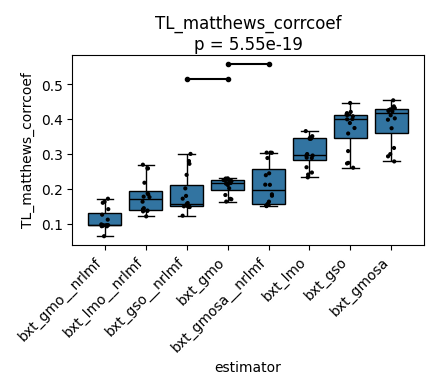 TL_matthews_corrcoef
p = 5.55e-19
TL_matthews_corrcoef
0.5
0.4
0.3
0.2
0.1
bxt_gmo__nrlmf
bxt_lmo__nrlmf
bxt_gso__nrlmf
bxt_gmo
bxt_gmosa__nrlmf
bxt_lmo
bxt_gso
bxt_gmosa
estimator